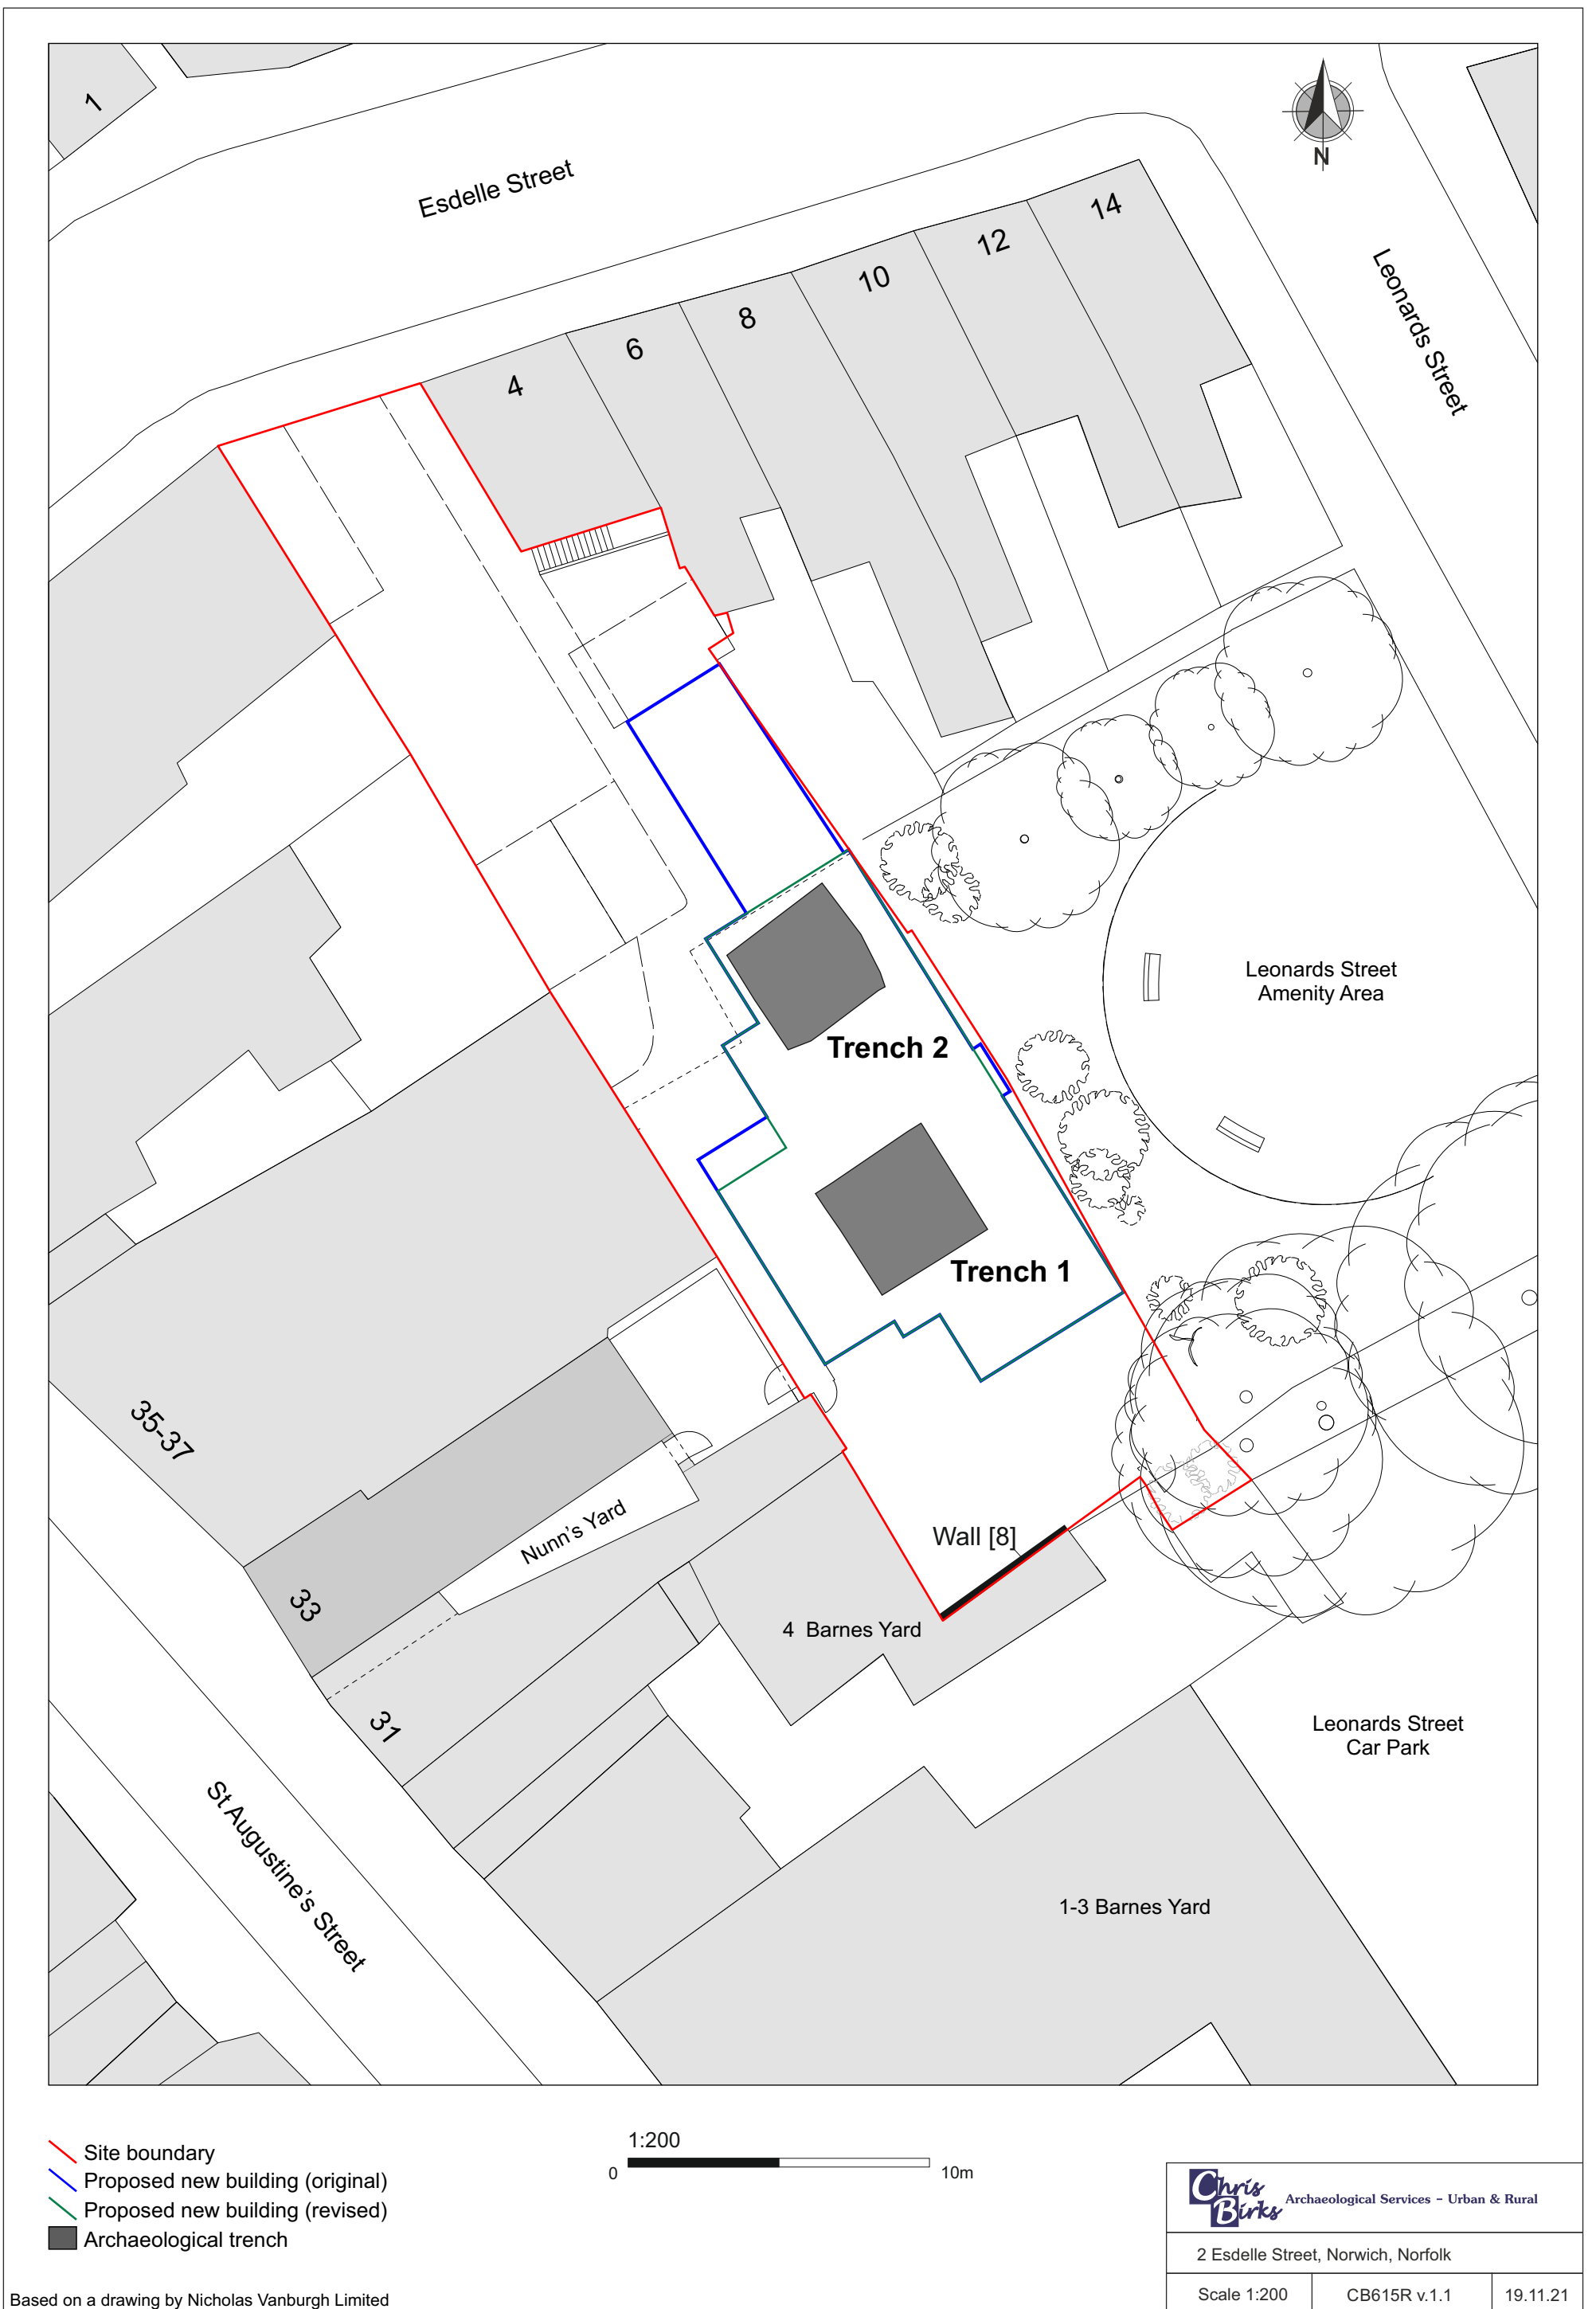 1
N
Esdelle Street
14
12
10
8
6
4
Leonards Street
Leonards Street
Amenity Area
Trench 2
Trench 1
35-37
Nunn's Yard
Wall [8]
33
4 Barnes Yard
31
Leonards Street
Car Park
St Augustine's Street
1-3 Barnes Yard
Site boundary
Proposed new building (original)
Proposed new building (revised)
Archaeological trench
1:200
0
10m
Chris
Birks
Archaeological Services - Urban & Rural
2 Esdelle Street, Norwich, Norfolk
Scale 1:200
CB615R v.1.1
19.11.21
Based on a drawing by Nicholas Vanburgh Limited